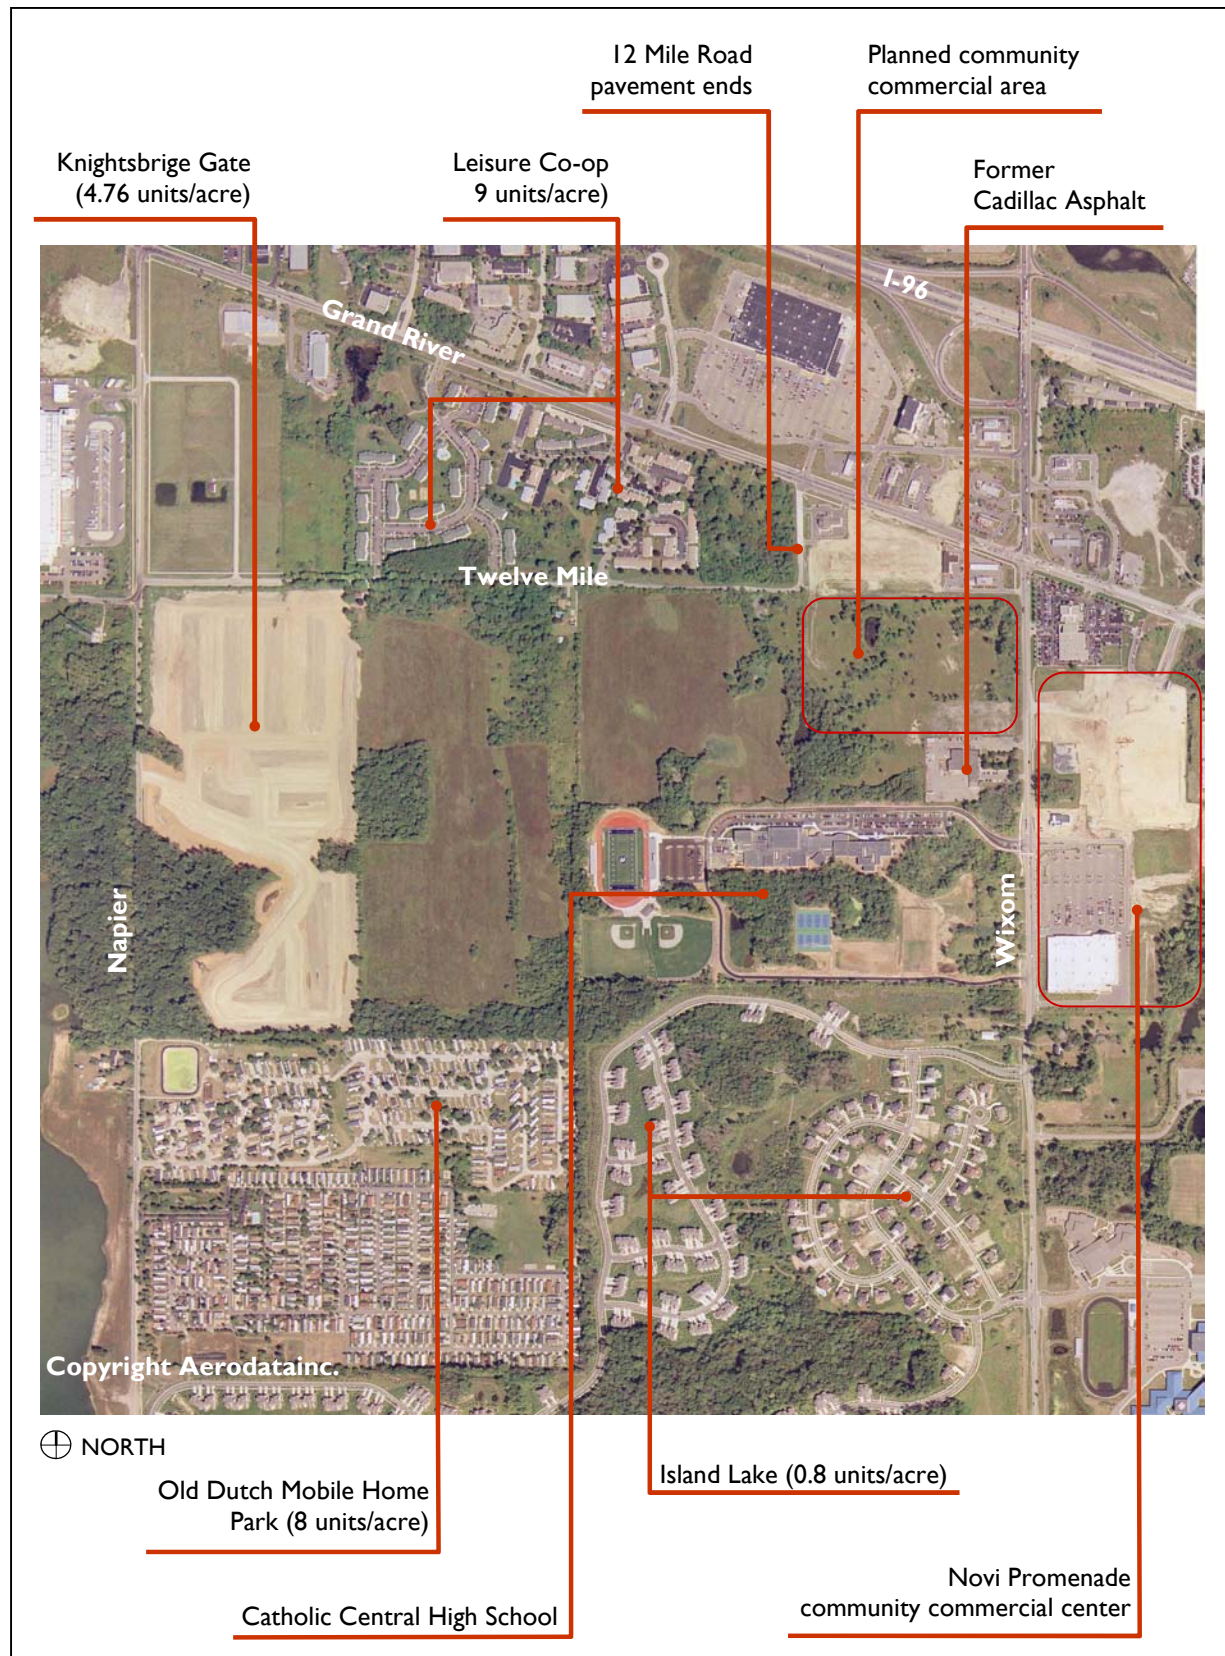 12 Mile Road
pavement ends
Planned community
commercial area
Knightsbrige Gate
(4.76 units/acre)
Leisure Co-op
9 units/acre)
Former
Cadillac Asphalt
I-96
Grand River
Twelve Mile
Napier
Wixom
Copyright Aerodatainc.
NORTH
Old Dutch Mobile Home
Park (8 units/acre)
Island Lake (0.8 units/acre)
Catholic Central High School
Novi Promenade
community commercial center